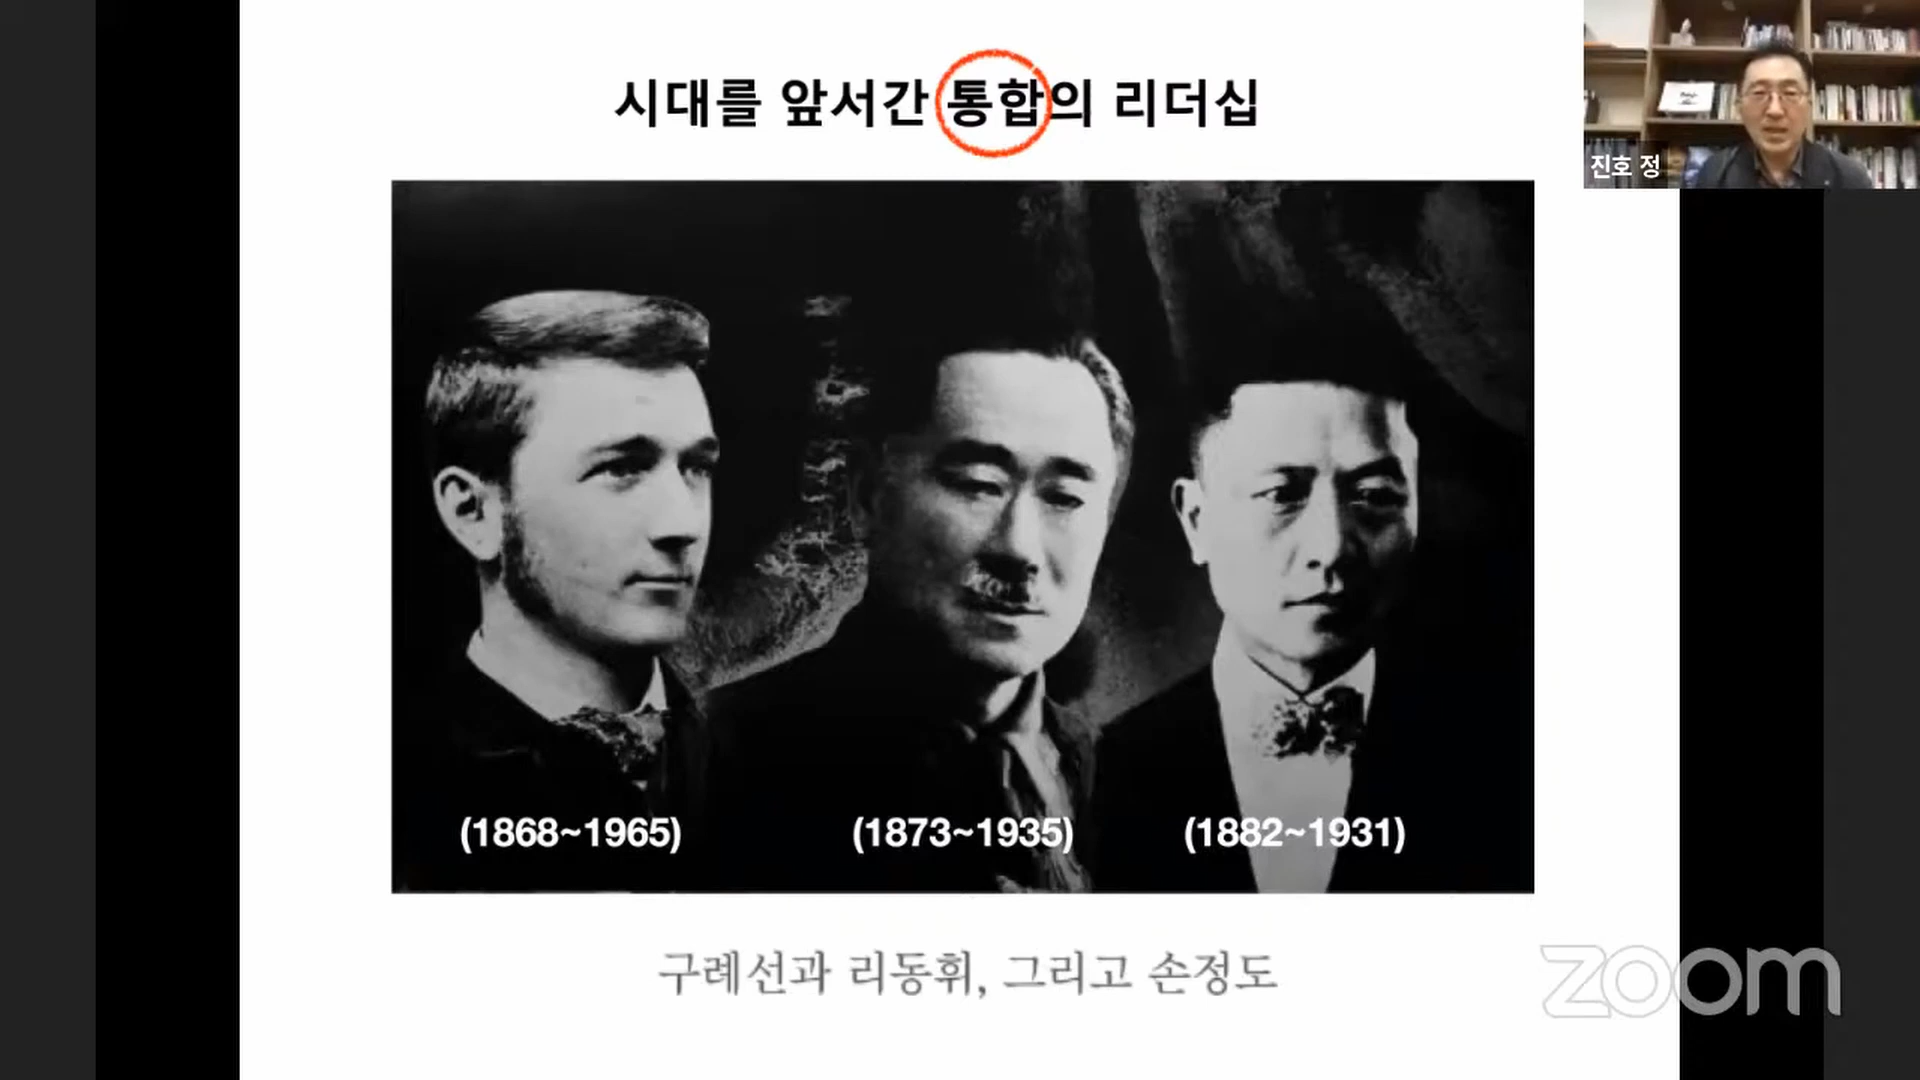 시대를 앞서간 통합의 리더십
진호 정
(1868~1965) (1873~1935) (1882~1931)
구례선과 리동휘, 그리고 손정도
zoom